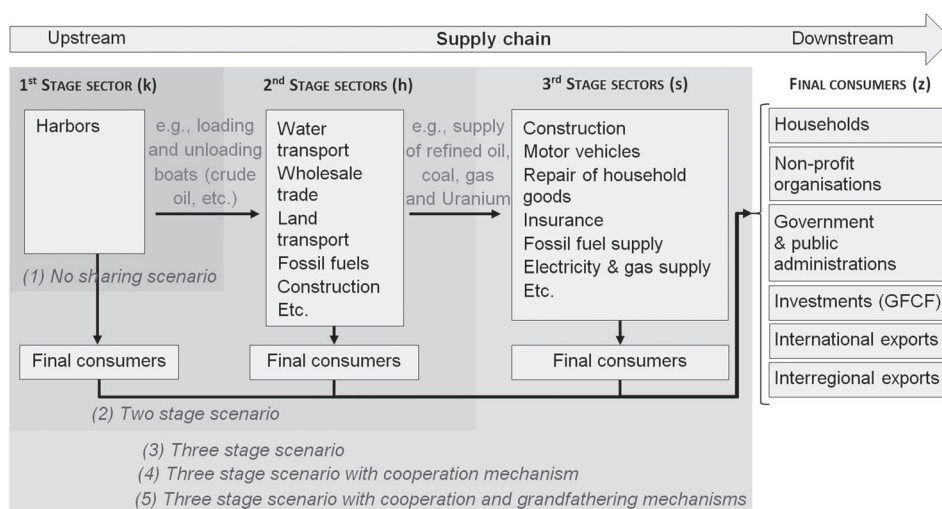 Upstream
Supply chain
Downstream
1st STAGE SECTOR (k)
2nd STAGE SECTORS (h)
3rd STAGE SECTORS (s)
FINAL CONSUMERS (z)
Harbors
e.g., loading
and unloading
boats (crude
oil, etc.)
Water
transport
Wholesale
trade
Land
transport
Fossil fuels
Construction
Etc.
e.g., supply
of refined oil,
coal, gas
and Uranium
Construction
Motor vehicles
Repair of household
goods
Insurance
Fossil fuel supply
Electricity & gas supply
Etc.
Households
Non-profit
organisations
Government
& public
administrations
Investments (GFCF)
International exports
Interregional exports
(1) No sharing scenario
Final consumers
Final consumers
Final consumers
(2) Two stage scenario
(3) Three stage scenario
(4) Three stage scenario with cooperation mechanism
(5) Three stage scenario with cooperation and grandfathering mechanisms